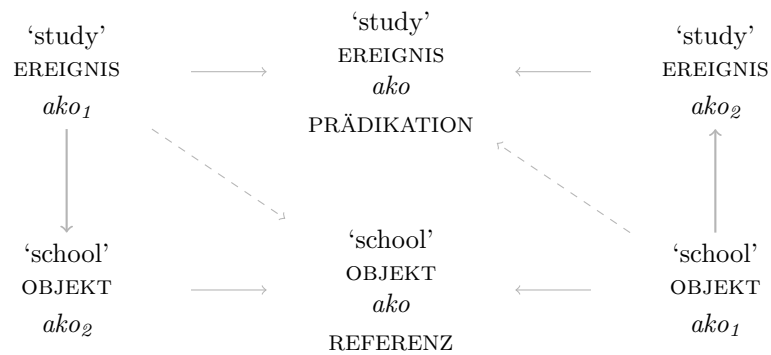 ‘study’
EREIGNIS
ako₁
‘study’
EREIGNIS
ako
PRÄDIKATION
‘study’
EREIGNIS
ako₂
‘school’
OBJEKT
ako₂
‘school’
OBJEKT
ako
REFERENZ
‘school’
OBJEKT
ako₁